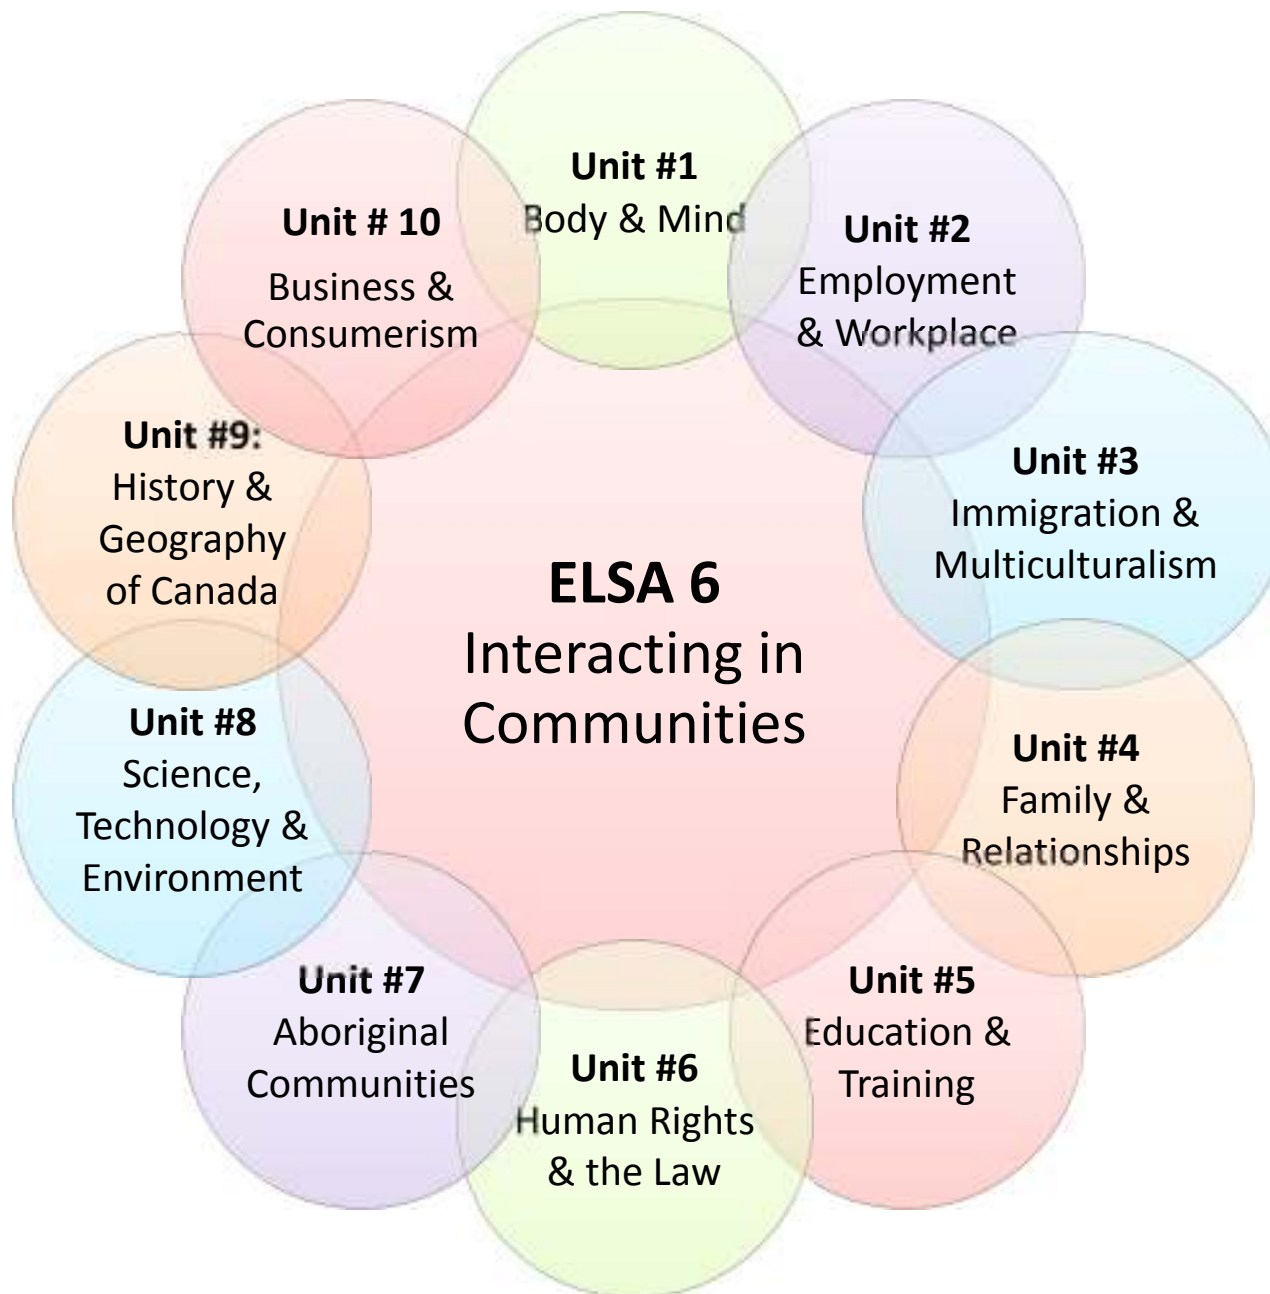 Unit #1
Body & Mind
Unit #2
Employment
& Workplace
Unit #3
Immigration &
Multiculturalism
Unit #4
Family &
Relationships
Unit #5
Education &
Training
Unit #6
Human Rights
& the Law
Unit #7
Aboriginal
Communities
Unit #8
Science,
Technology &
Environment
Unit #9:
History &
Geography
of Canada
Unit # 10
Business &
Consumerism
ELSA 6
Interacting in
Communities